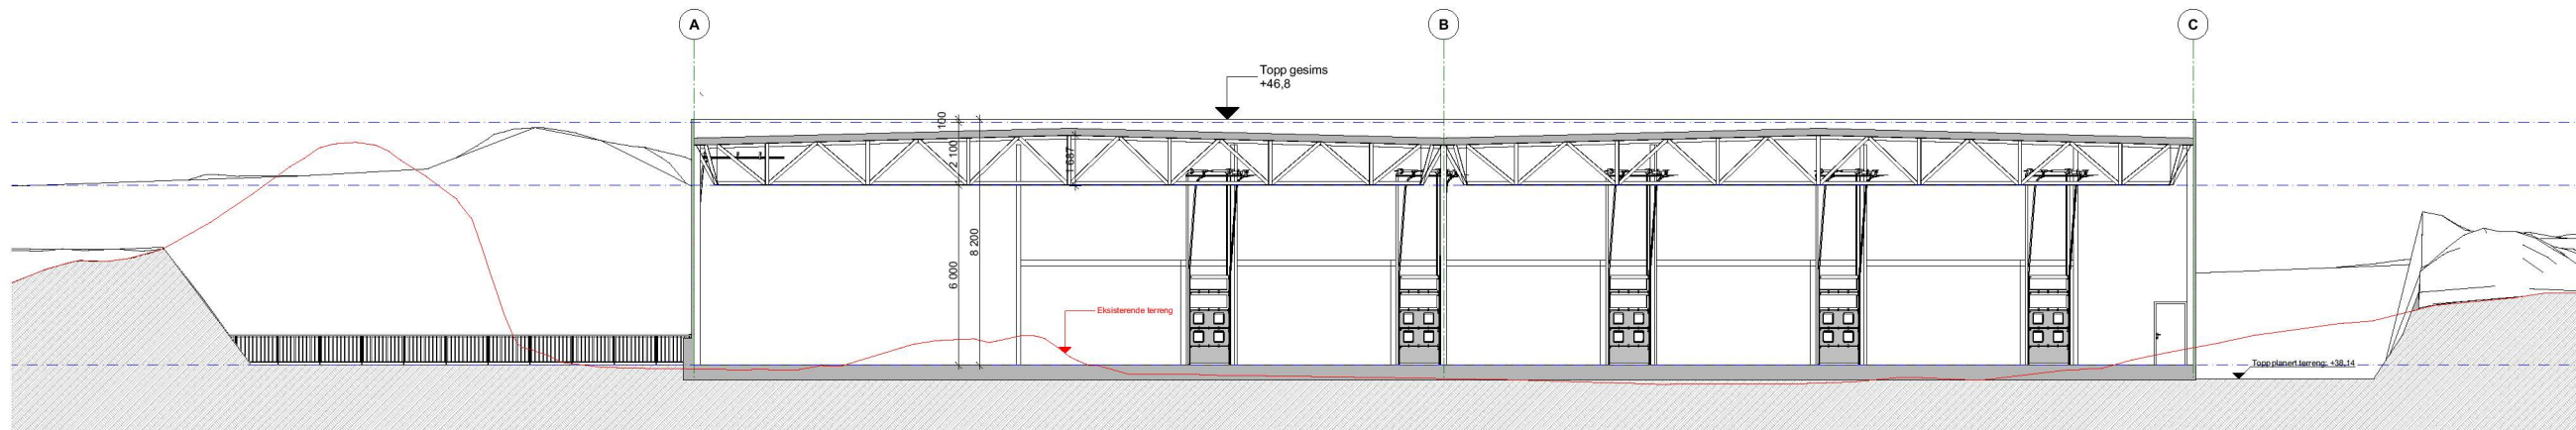 A
B
C
Topp gesims
+46,8
100
2 100
1 687
8 200
6 000
Eksisterende terreng
Topp planert terreng: +38,14